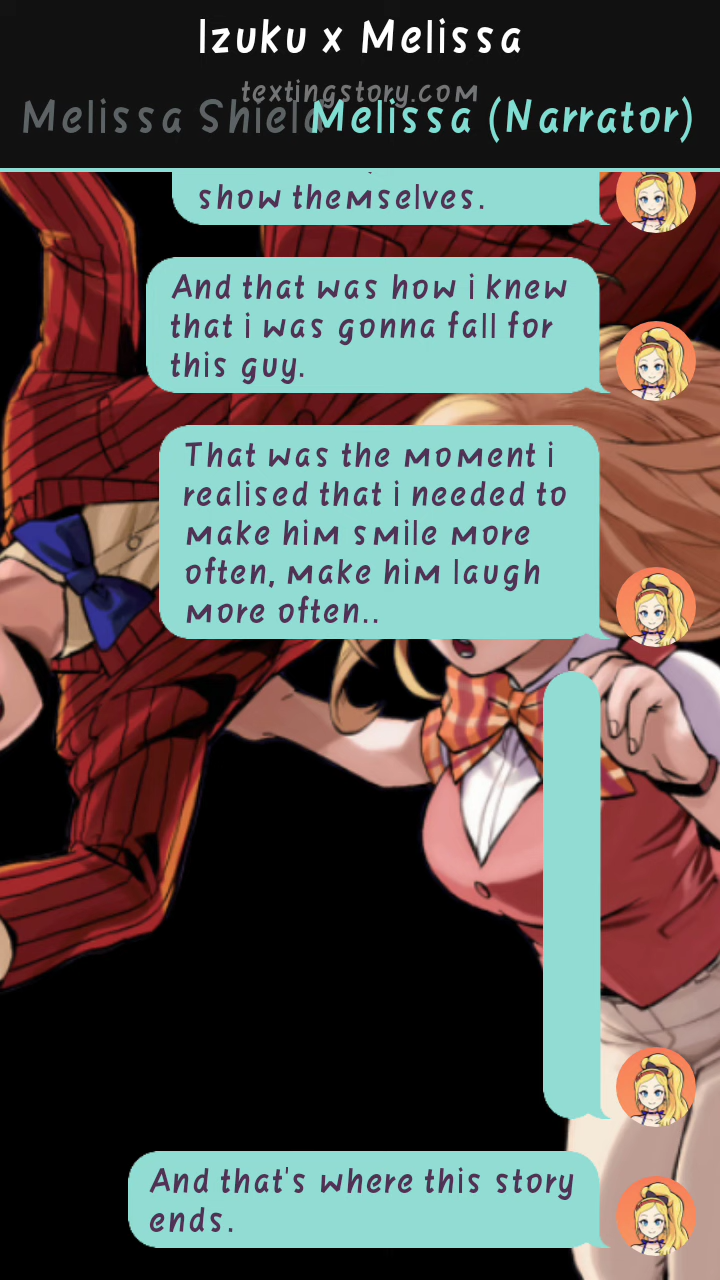 Izuku x Melissa
textingstory.com
Melissa Shield Melissa (Narrator)
show themselves.
And that was how i knew
that i was gonna fall for
this guy.
That was the moment i
realised that i needed to
make him smile more
often, make him laugh
more often..
And that's where this story
ends.